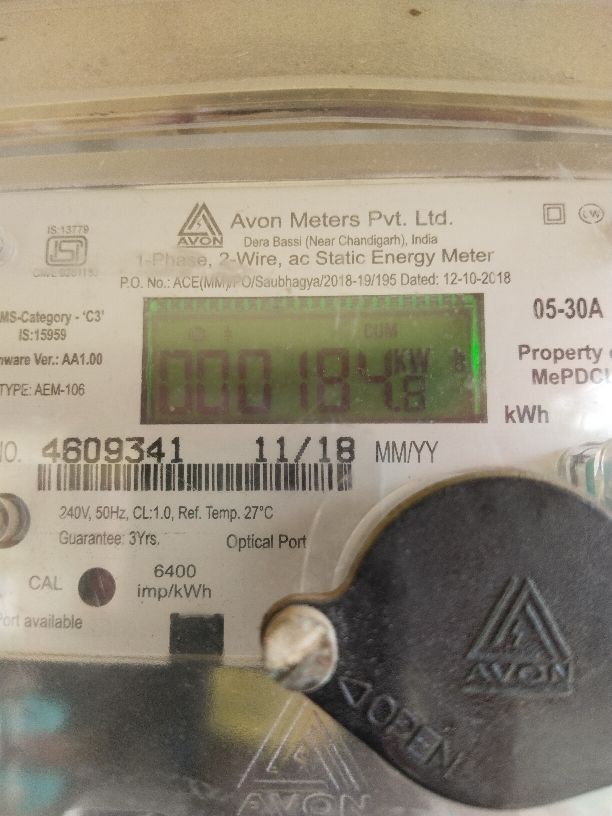 IS:13779
AVON
Avon Meters Pvt. Ltd.
Dera Bassi (Near Chandigarh), India
1-Phase, 2-Wire, ac Static Energy Meter
P.O. No.: ACE(MM)/PO/Saubhagya/2018-19/195 Dated: 12-10-2018
MS-Category - 'C3'
IS:15959
ware Ver.: AA1.00
TYPE: AEM-106
CUM
000184.6 KW h
05-30A
Property
MePDCL
kWh
NO. 4609341 11/18 MM/YY
240V, 50Hz, CL:1.0, Ref. Temp. 27°C
Guarantee: 3Yrs.
Optical Port
CAL
6400
imp/kWh
Port available
AVON
OPEN
AVON